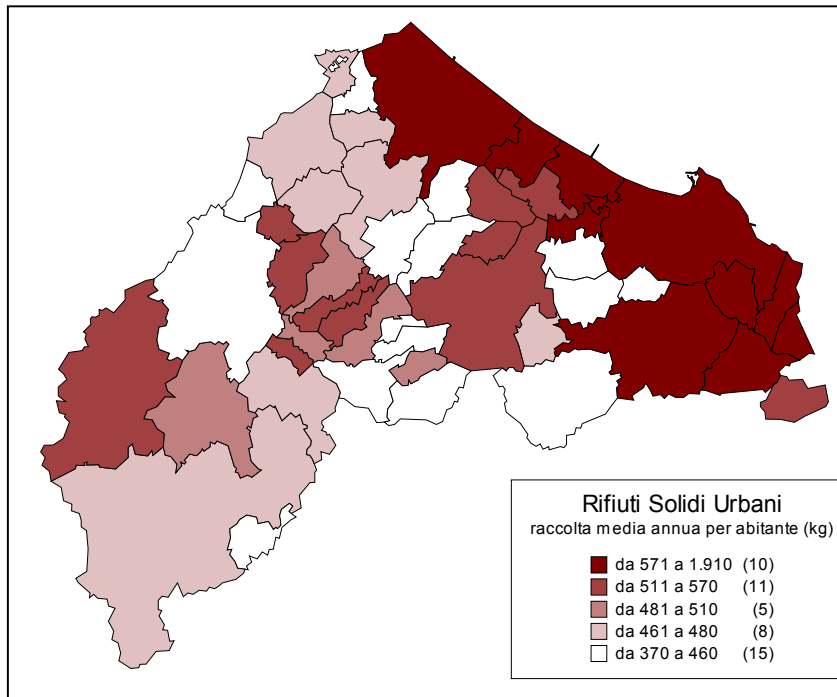 Rifiuti Solidi Urbani
raccolta media annua per abitante (kg)
da 571 a 1.910 (10)
da 511 a 570 (11)
da 481 a 510 (5)
da 461 a 480 (8)
da 370 a 460 (15)